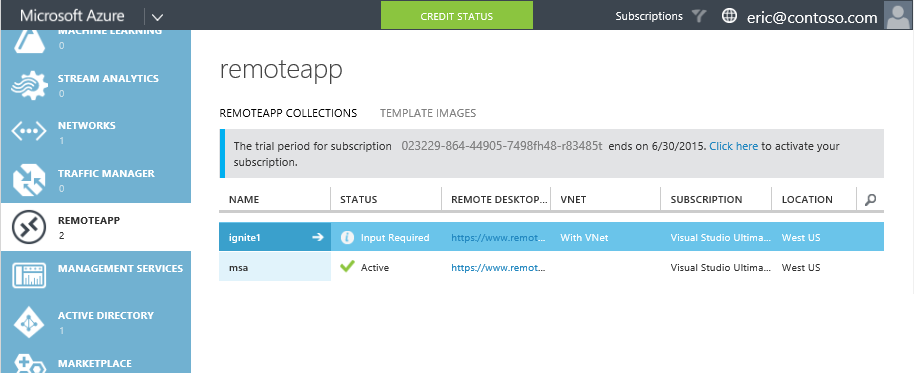 Microsoft Azure
CREDIT STATUS
Subscriptions
eric@contoso.com
MACHINE LEARNING
0
STREAM ANALYTICS
0
NETWORKS
1
TRAFFIC MANAGER
0
REMOTEAPP
2
MANAGEMENT SERVICES
ACTIVE DIRECTORY
1
MARKETPLACE
remoteapp
REMOTEAPP COLLECTIONS TEMPLATE IMAGES
The trial period for subscription 023229-864-44905-7498fh48-r83485t ends on 6/30/2015. Click here to activate your
subscription.
NAME STATUS REMOTE DESKTOP... VNET SUBSCRIPTION LOCATION
ignite1 Input Required https://www.remot... With VNet Visual Studio Ultima... West US
msa Active https://www.remot... Visual Studio Ultima... West US